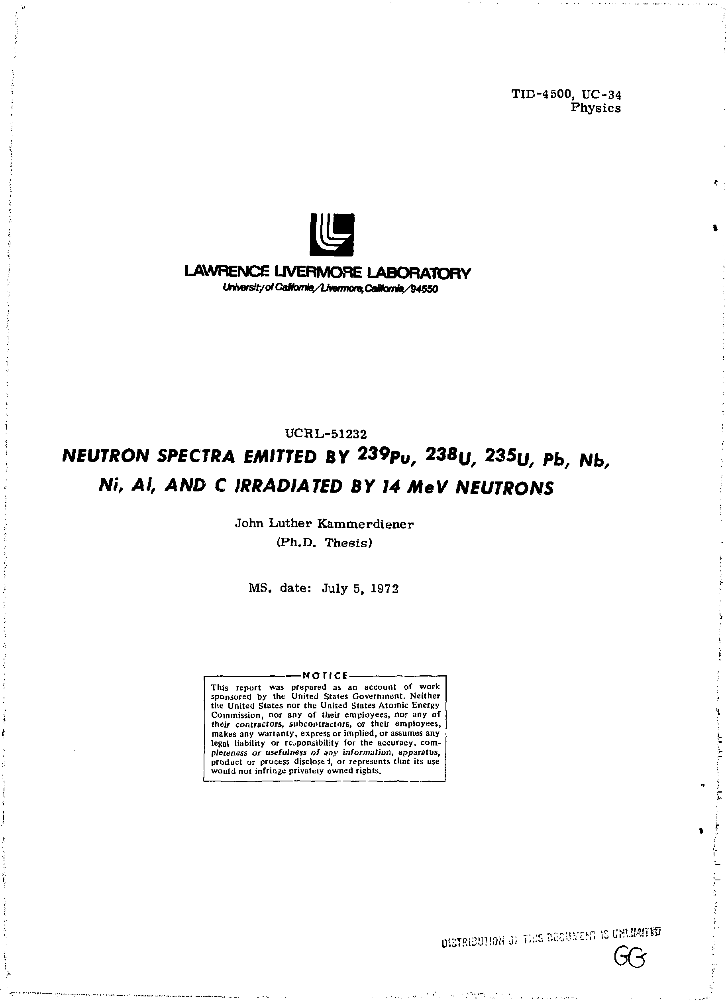 TID-4500, UC-34
Physics
LAWRENCE LIVERMORE LABORATORY
University of California/Livermore, California/94550
UCRL-51232
NEUTRON SPECTRA EMITTED BY 239Pu, 238U, 235U, Pb, Nb,
Ni, Al, AND C IRRADIATED BY 14 MeV NEUTRONS
John Luther Kammerdiener
(Ph.D. Thesis)
MS. date: July 5, 1972
NOTICE
This report was prepared as an account of work
sponsored by the United States Government. Neither
the United States nor the United States Atomic Energy
Commission, nor any of their employees, nor any of
their contractors, subcontractors, or their employees,
makes any warranty, express or implied, or assumes any
legal liability or responsibility for the accuracy, com-
pleteness or usefulness of any information, apparatus,
product or process disclosed, or represents that its use
would not infringe privately owned rights.
DISTRIBUTION OF THIS DOCUMENT IS UNLIMITED
GG